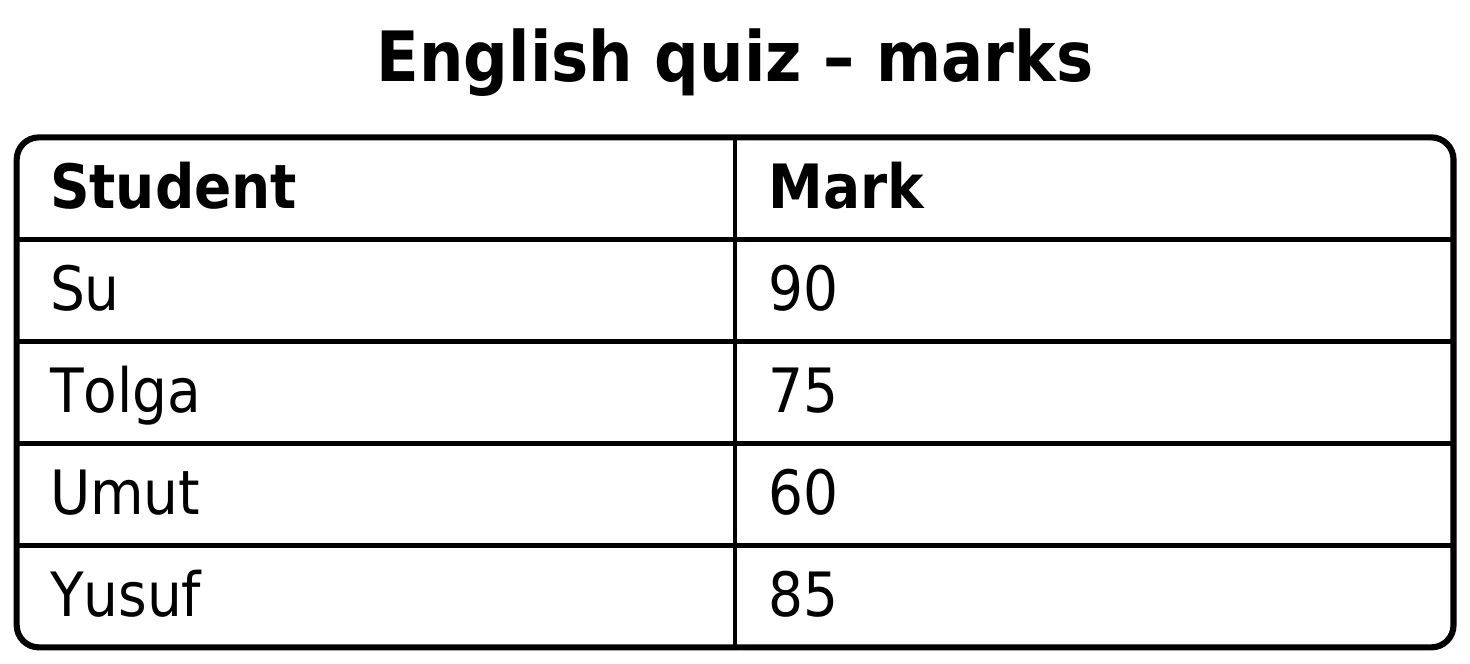 English quiz – marks
Student Mark
Su 90
Tolga 75
Umut 60
Yusuf 85